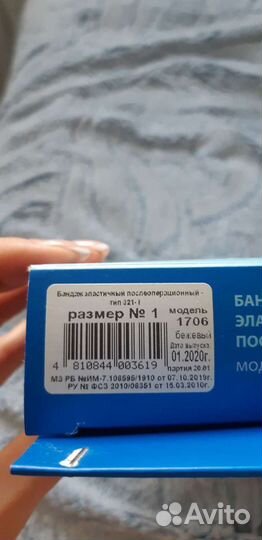 Бандаж эластичный послеоперационный -
тип 021-1
размер № 1
модель
1706
бежевый
Дата выпуска:
01.2020г.
партия 20.01
4 810844 003619
МЗ РБ №ИМ-7.106595/1910 от 07.10.2019г.
РУ № ФСЗ 2010/06351 от 15.03.2010г.
БАН
ЭЛА
ПОС
МОД
Avito